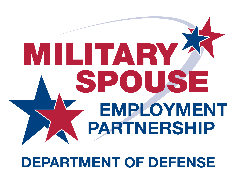 MILITARY
SPOUSE
EMPLOYMENT
PARTNERSHIP
DEPARTMENT OF DEFENSE